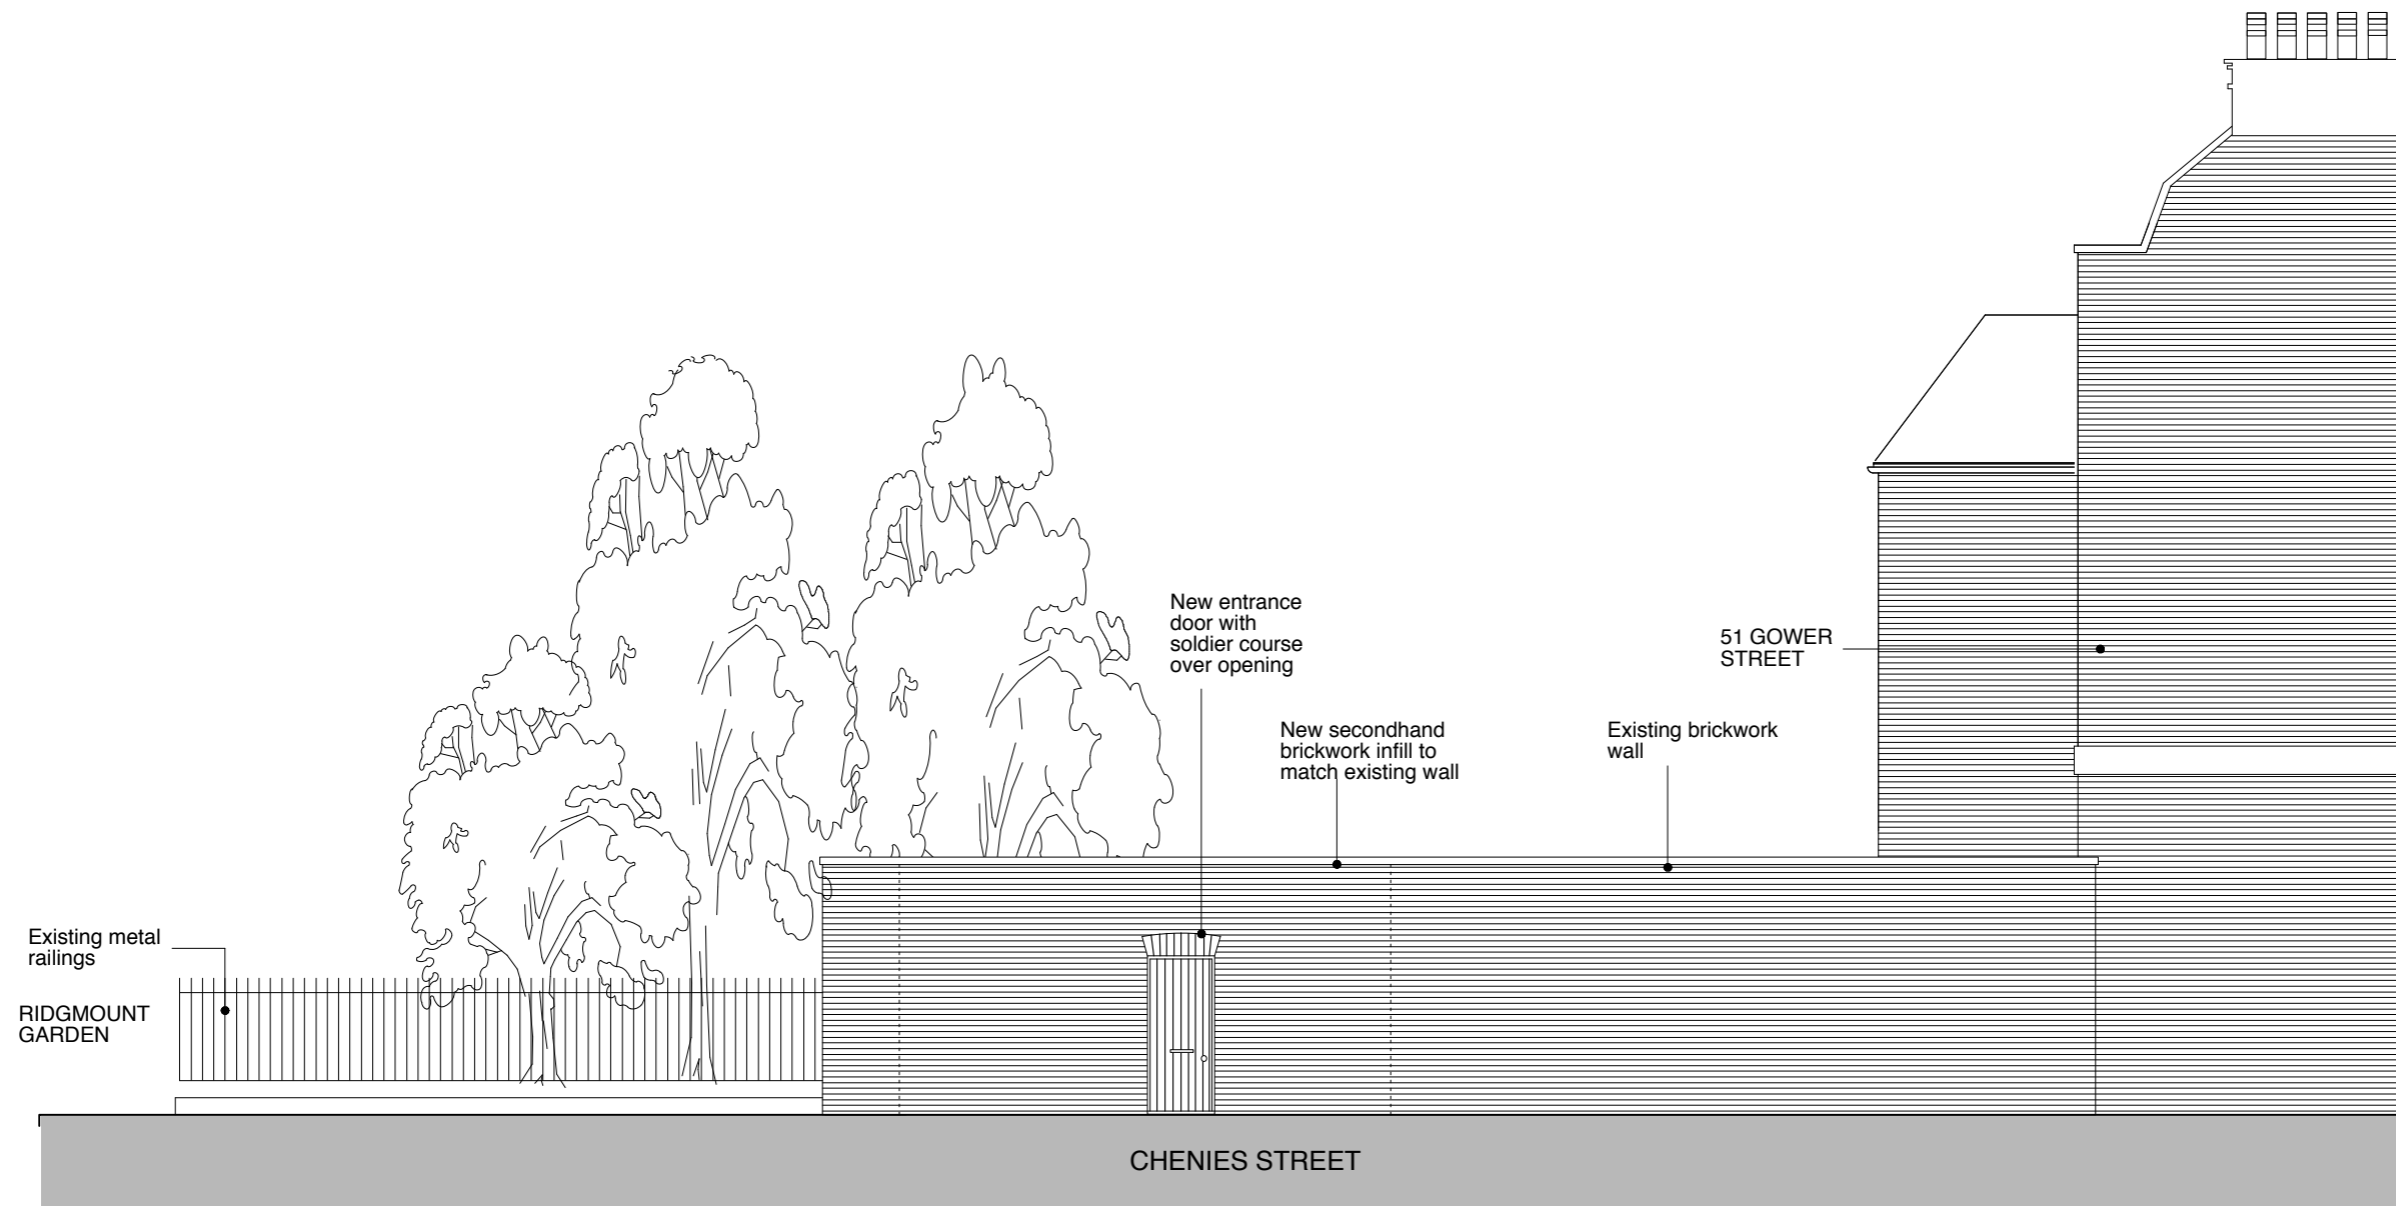 New entrance
door with
soldier course
over opening
51 GOWER
STREET
New secondhand
brickwork infill to
match existing wall
Existing brickwork
wall
Existing metal
railings
RIDGMOUNT
GARDEN
CHENIES STREET